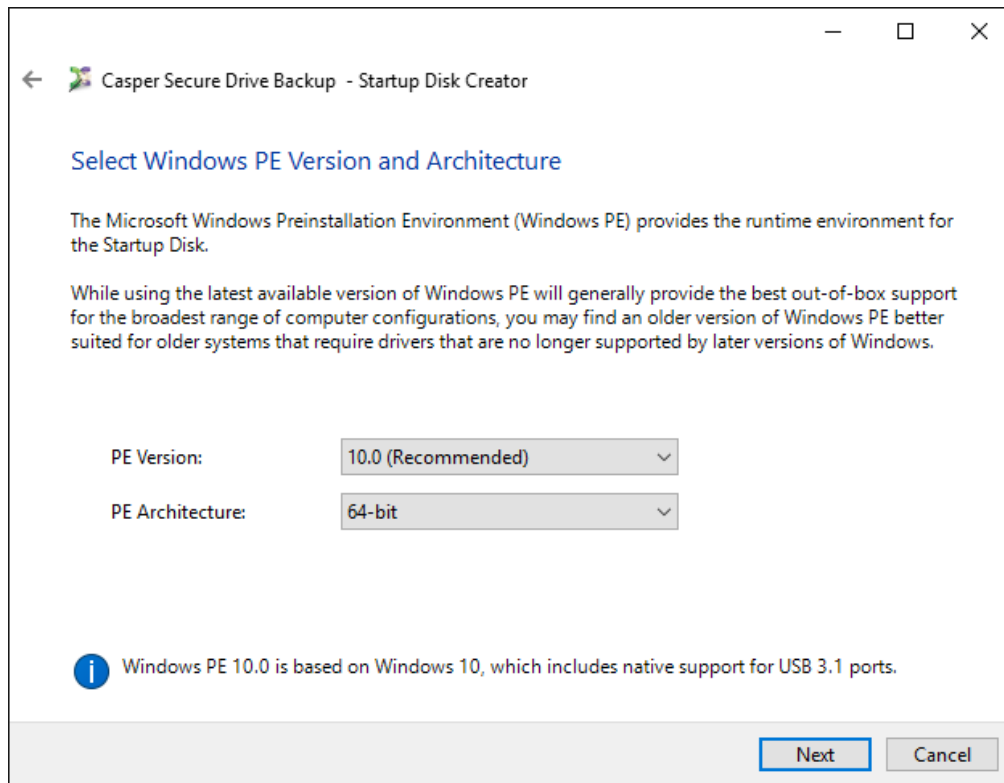 Casper Secure Drive Backup - Startup Disk Creator
Select Windows PE Version and Architecture
The Microsoft Windows Preinstallation Environment (Windows PE) provides the runtime environment for
the Startup Disk.
While using the latest available version of Windows PE will generally provide the best out-of-box support
for the broadest range of computer configurations, you may find an older version of Windows PE better
suited for older systems that require drivers that are no longer supported by later versions of Windows.
PE Version: 10.0 (Recommended)
PE Architecture: 64-bit
Windows PE 10.0 is based on Windows 10, which includes native support for USB 3.1 ports.
Next Cancel